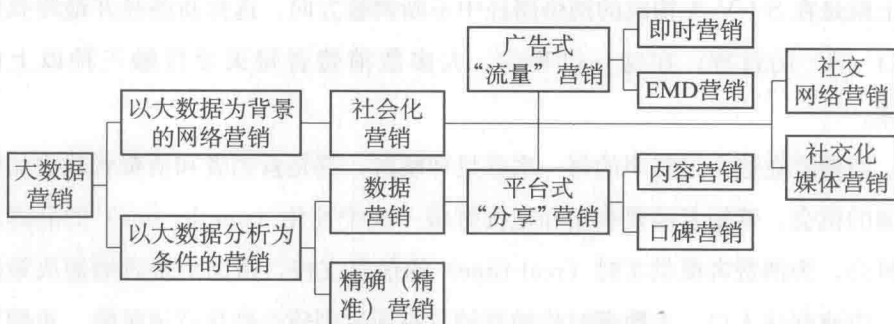 广告式
“流量”营销
即时营销
EMD营销
社交
网络营销
以大数据为背景
的网络营销
社会化
营销
大数据
营销
数据
营销
平台式
“分享”营销
内容营销
口碑营销
社交化
媒体营销
以大数据分析为
条件的营销
精确（精
准）营销